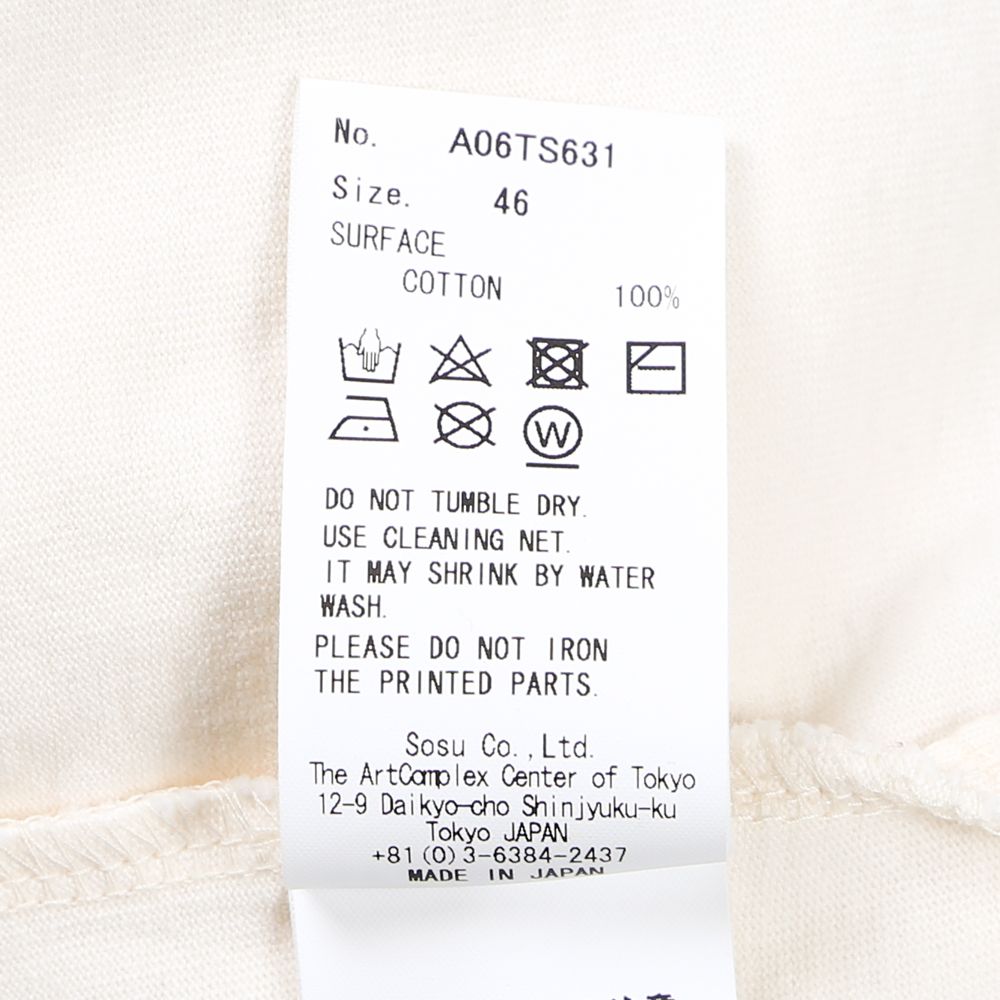 No. A06TS631
Size. 46
SURFACE
COTTON 100%
W
DO NOT TUMBLE DRY.
USE CLEANING NET.
IT MAY SHRINK BY WATER
WASH.
PLEASE DO NOT IRON
THE PRINTED PARTS.
Sosu Co.,Ltd.
The ArtComplex Center of Tokyo
12-9 Daikyo-cho Shinjyuku-ku
Tokyo JAPAN
+81(0)3-6384-2437
MADE IN JAPAN